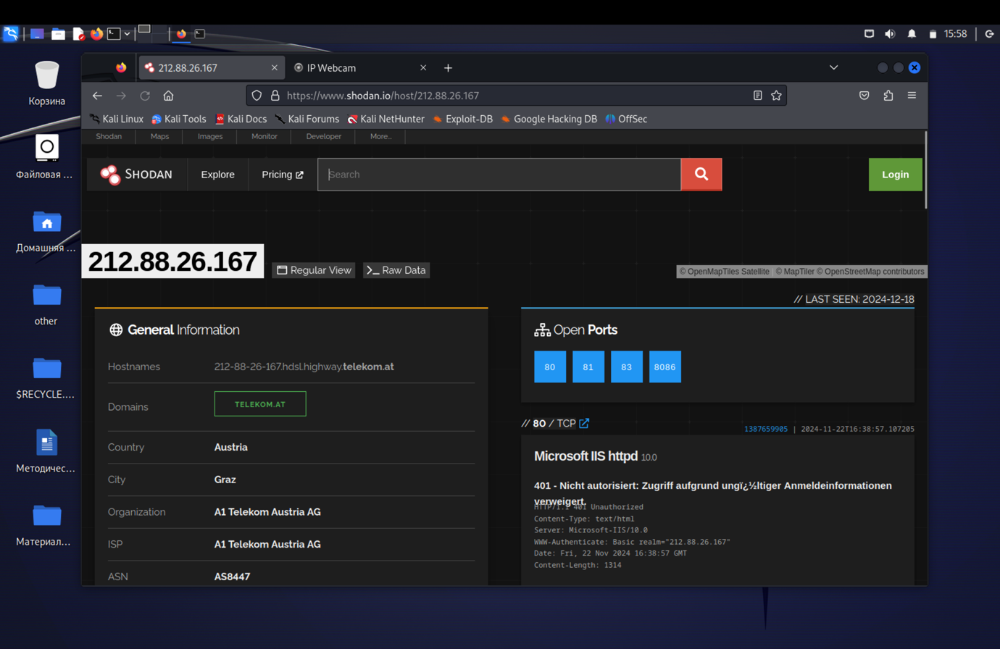 15:58
212.88.26.167
IP Webcam
https://www.shodan.io/host/212.88.26.167
Kali Linux Kali Tools Kali Docs Kali Forums Kali NetHunter Exploit-DB Google Hacking DB OffSec
Shodan Maps Images Monitor Developer More...
SHODAN Explore Pricing Search Login
212.88.26.167 Regular View Raw Data
© OpenMapTiles Satellite | © MapTiler © OpenStreetMap contributors
// LAST SEEN: 2024-12-18
General Information
Hostnames 212-88-26-167.hdsl.highway.telekom.at
Domains TELEKOM.AT
Country Austria
City Graz
Organization A1 Telekom Austria AG
ISP A1 Telekom Austria AG
ASN AS8447
Open Ports
80 81 83 8086
// 80 / TCP
1387659905 | 2024-11-22T16:38:57.107205
Microsoft IIS httpd 10.0
401 - Nicht autorisiert: Zugriff aufgrund ungï¿½ltiger Anmeldeinformationen
verweigert.
HTTP/1.1 401 Unauthorized
Content-Type: text/html
Server: Microsoft-IIS/10.0
WWW-Authenticate: Basic realm="212.88.26.167"
Date: Fri, 22 Nov 2024 16:38:57 GMT
Content-Length: 1314
Корзина
Файловая ...
Домашняя ...
other
$RECYCLE....
Методичес...
Материал...